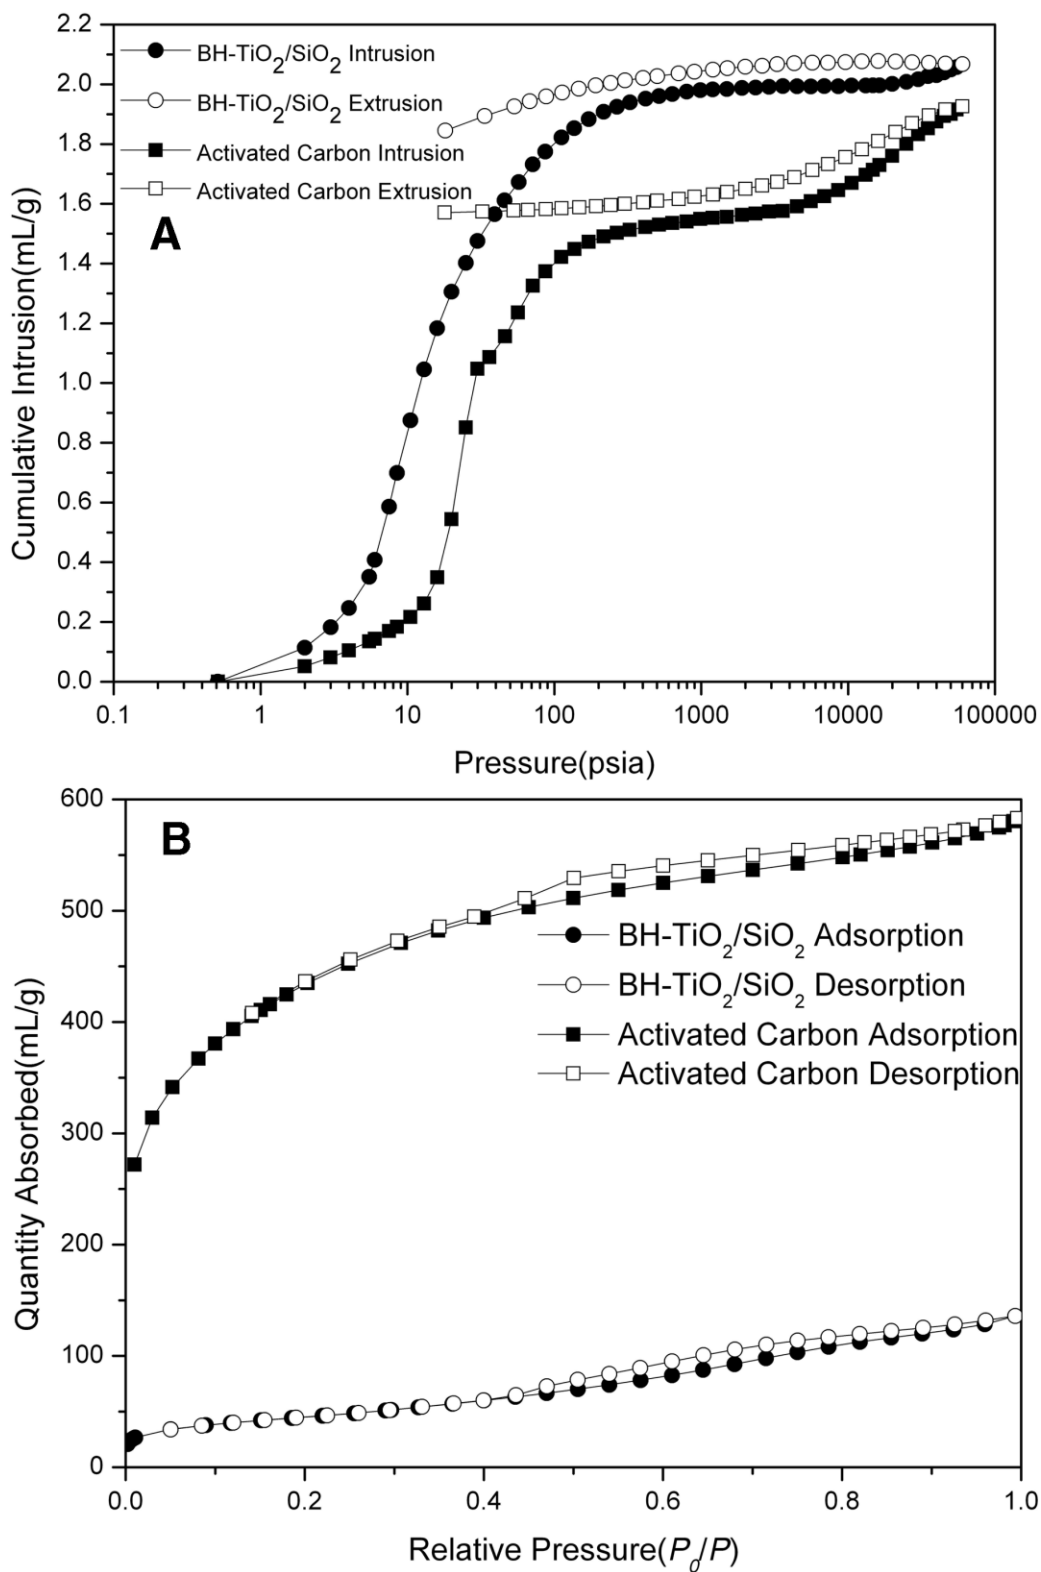 2.2
2.0
1.8
1.6
1.4
1.2
1.0
0.8
0.6
0.4
0.2
0.0
Cumulative Intrusion(mL/g)
BH-TiO2/SiO2 Intrusion
BH-TiO2/SiO2 Extrusion
Activated Carbon Intrusion
Activated Carbon Extrusion
A
0.1 1 10 100 1000 10000 100000
Pressure(psia)
600
500
400
300
200
100
0
Quantity Absorbed(mL/g)
B
BH-TiO2/SiO2 Adsorption
BH-TiO2/SiO2 Desorption
Activated Carbon Adsorption
Activated Carbon Desorption
0.0 0.2 0.4 0.6 0.8 1.0
Relative Pressure(P0/P)